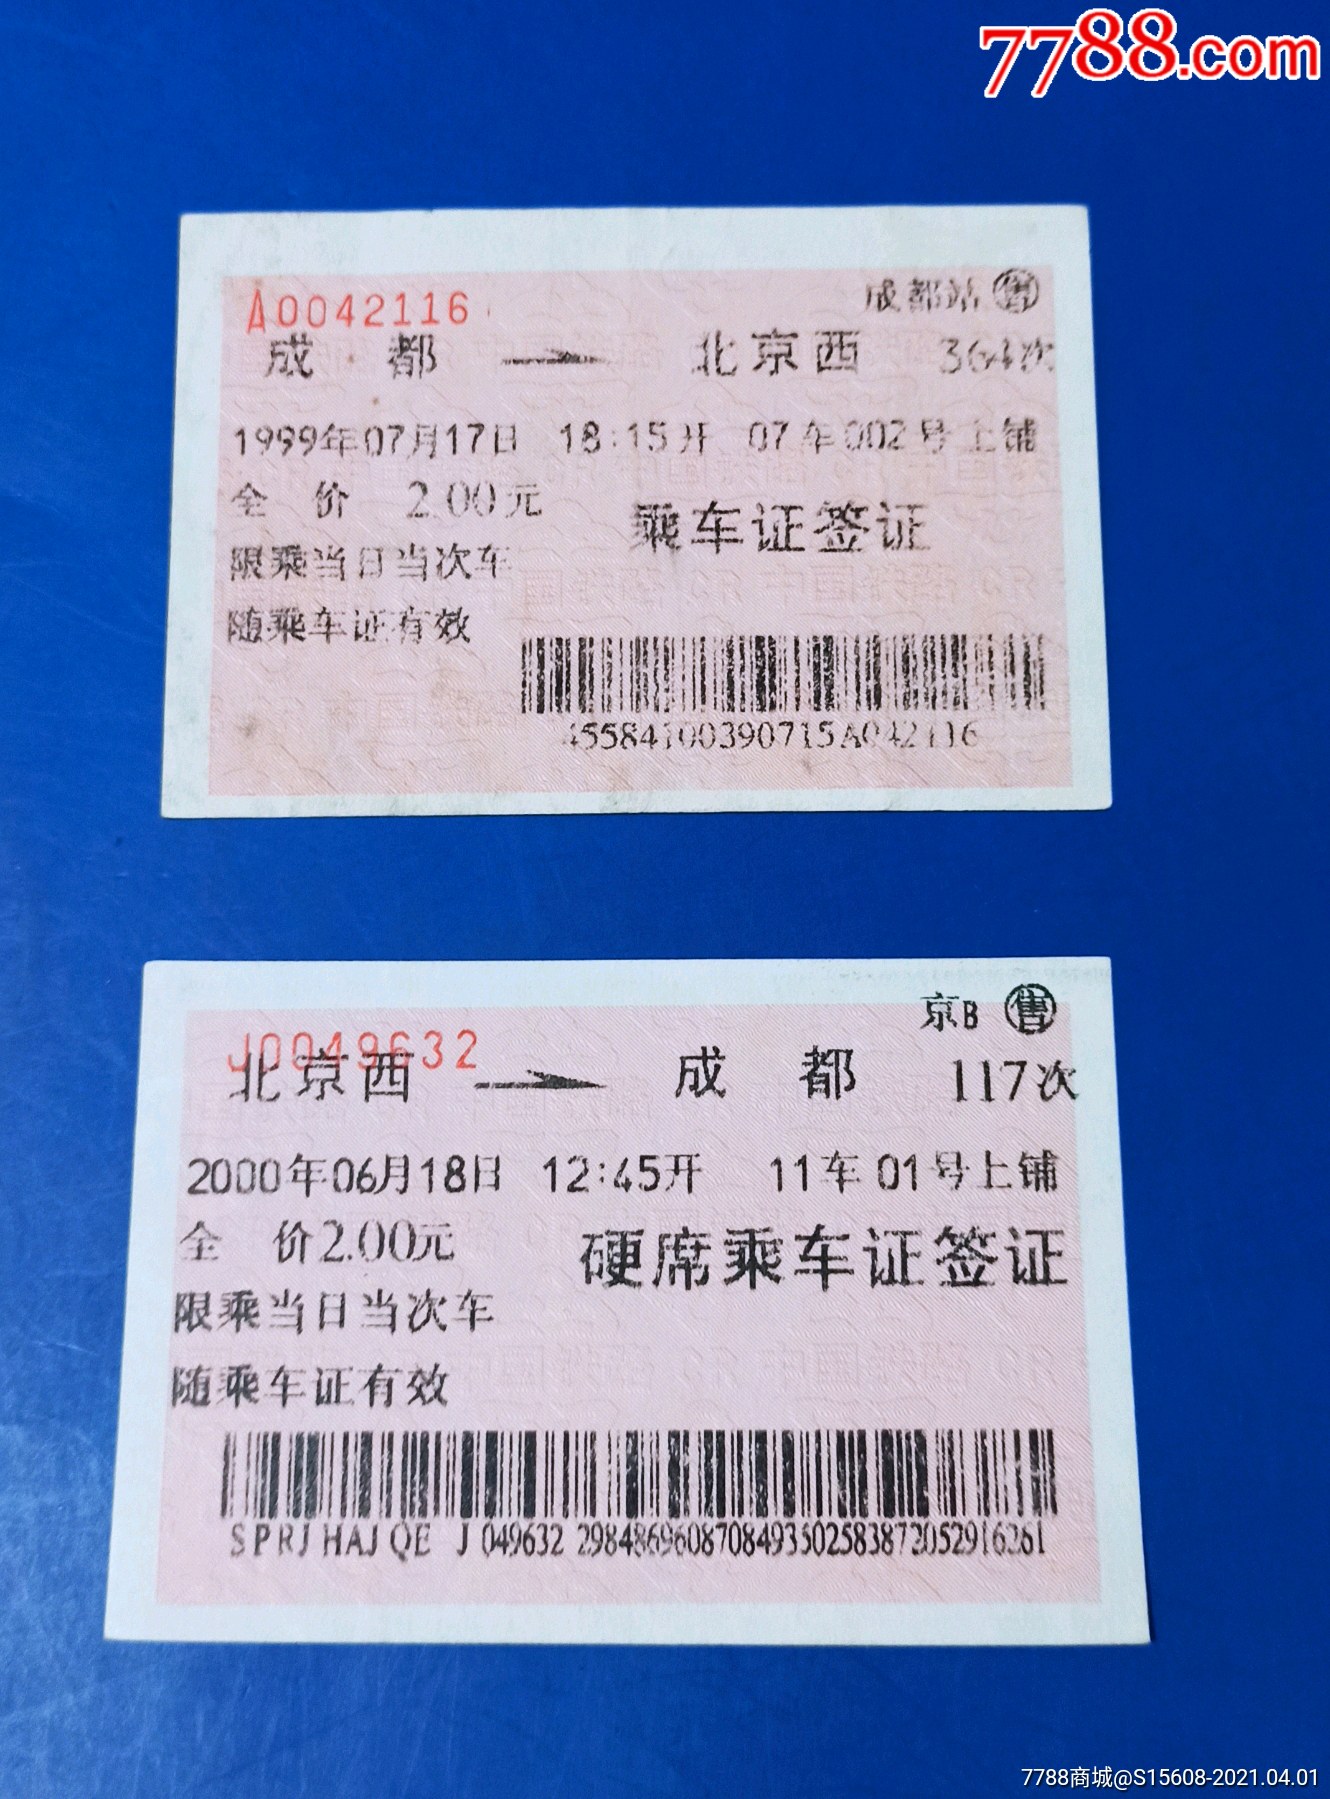 7788.com
A0042116
成都站 售
成都 → 北京西 364次
1999年07月17日 18:15开 07车002号上铺
全价 2.00元
乘车证签证
限乘当日当次车
随乘车证有效
45584100390715A042116
京B 售
J0049632
北京西 → 成都 117次
2000年06月18日 12:45开 11车01号上铺
全价2.00元
硬席乘车证签证
限乘当日当次车
随乘车证有效
SPRJHAJQE J 049632 2984869608708493502583872052916261
7788商城@S15608-2021.04.01